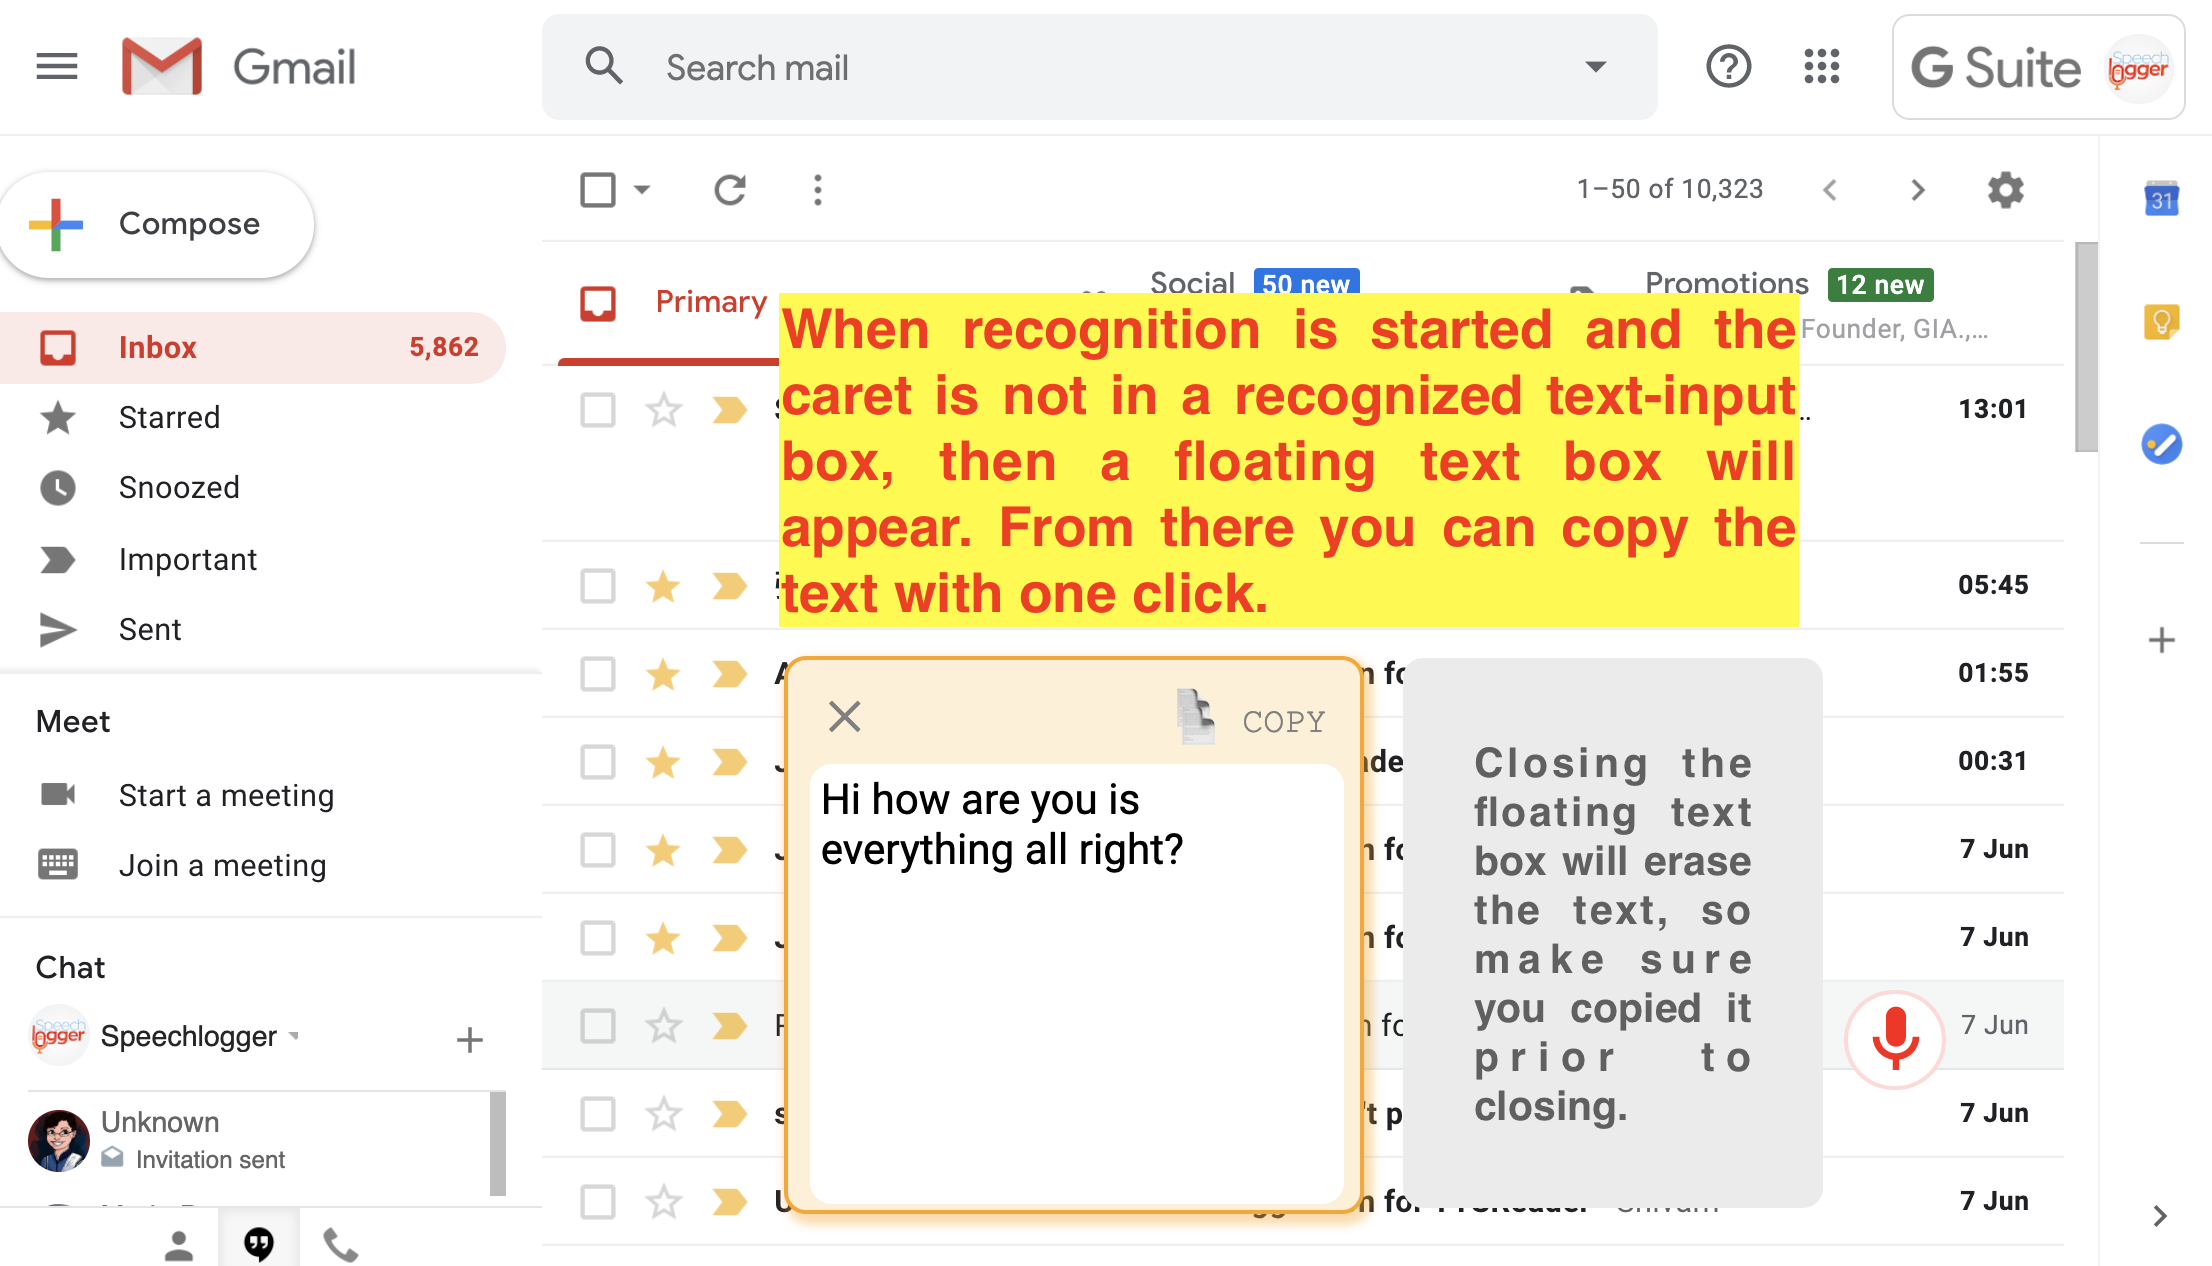 Gmail
Search mail
G Suite
Speech
logger
Compose
1–50 of 10,323
31
Primary
Social 50 new
Promotions 12 new
Founder, GIA.,...
Inbox 5,862
Starred
Snoozed
Important
Sent
When recognition is started and the
caret is not in a recognized text-input
box, then a floating text box will
appear. From there you can copy the
text with one click.
13:01
05:45
01:55
00:31
7 Jun
7 Jun
7 Jun
7 Jun
7 Jun
Meet
Start a meeting
Join a meeting
Chat
Speech
logger
Speechlogger
Unknown
Invitation sent
COPY
Hi how are you is
everything all right?
Closing the
floating text
box will erase
the text, so
make sure
you copied it
prior to
closing.